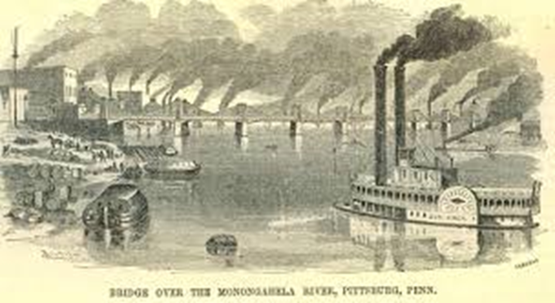 BRIDGE OVER THE MONONGAHELA RIVER, PITTSBURG, PENN.